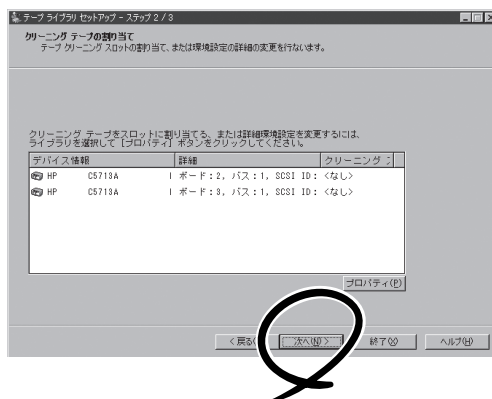 テープ ライブラリ セットアップ - ステップ 2 / 3
クリーニング テープの割り当て
テープ クリーニング スロットの割り当て、または環境設定の詳細の変更を行ないます。
クリーニング テープをスロットに割り当てる、または詳細環境設定を変更するには、
ライブラリを選択して [プロパティ] ボタンをクリックしてください。
デバイス情報 詳細 クリーニング
HP C5713A ボード:2, バス:1, SCSI ID: <なし>
HP C5713A ボード:3, バス:1, SCSI ID: <なし>
プロパティ(P)
< 戻る( 次へ(N) > 終了(X) ヘルプ(H)